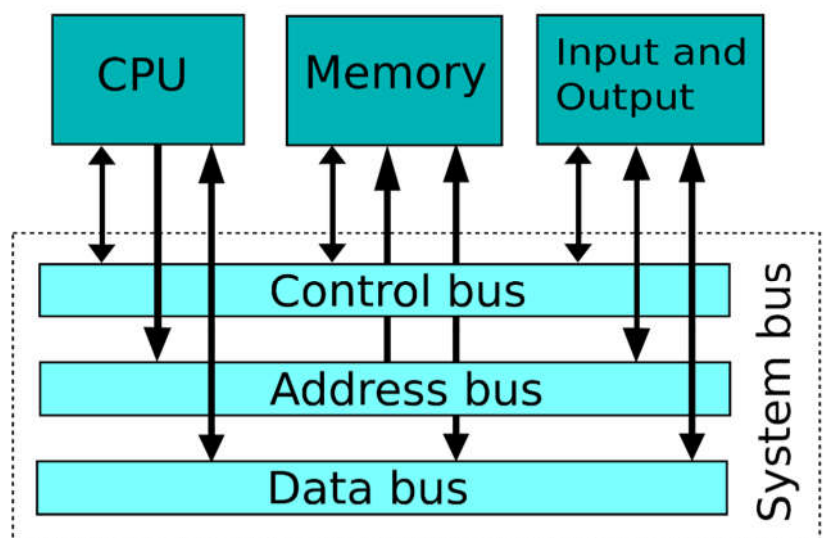 CPU
Memory
Input and
Output
Control bus
Address bus
Data bus
System bus